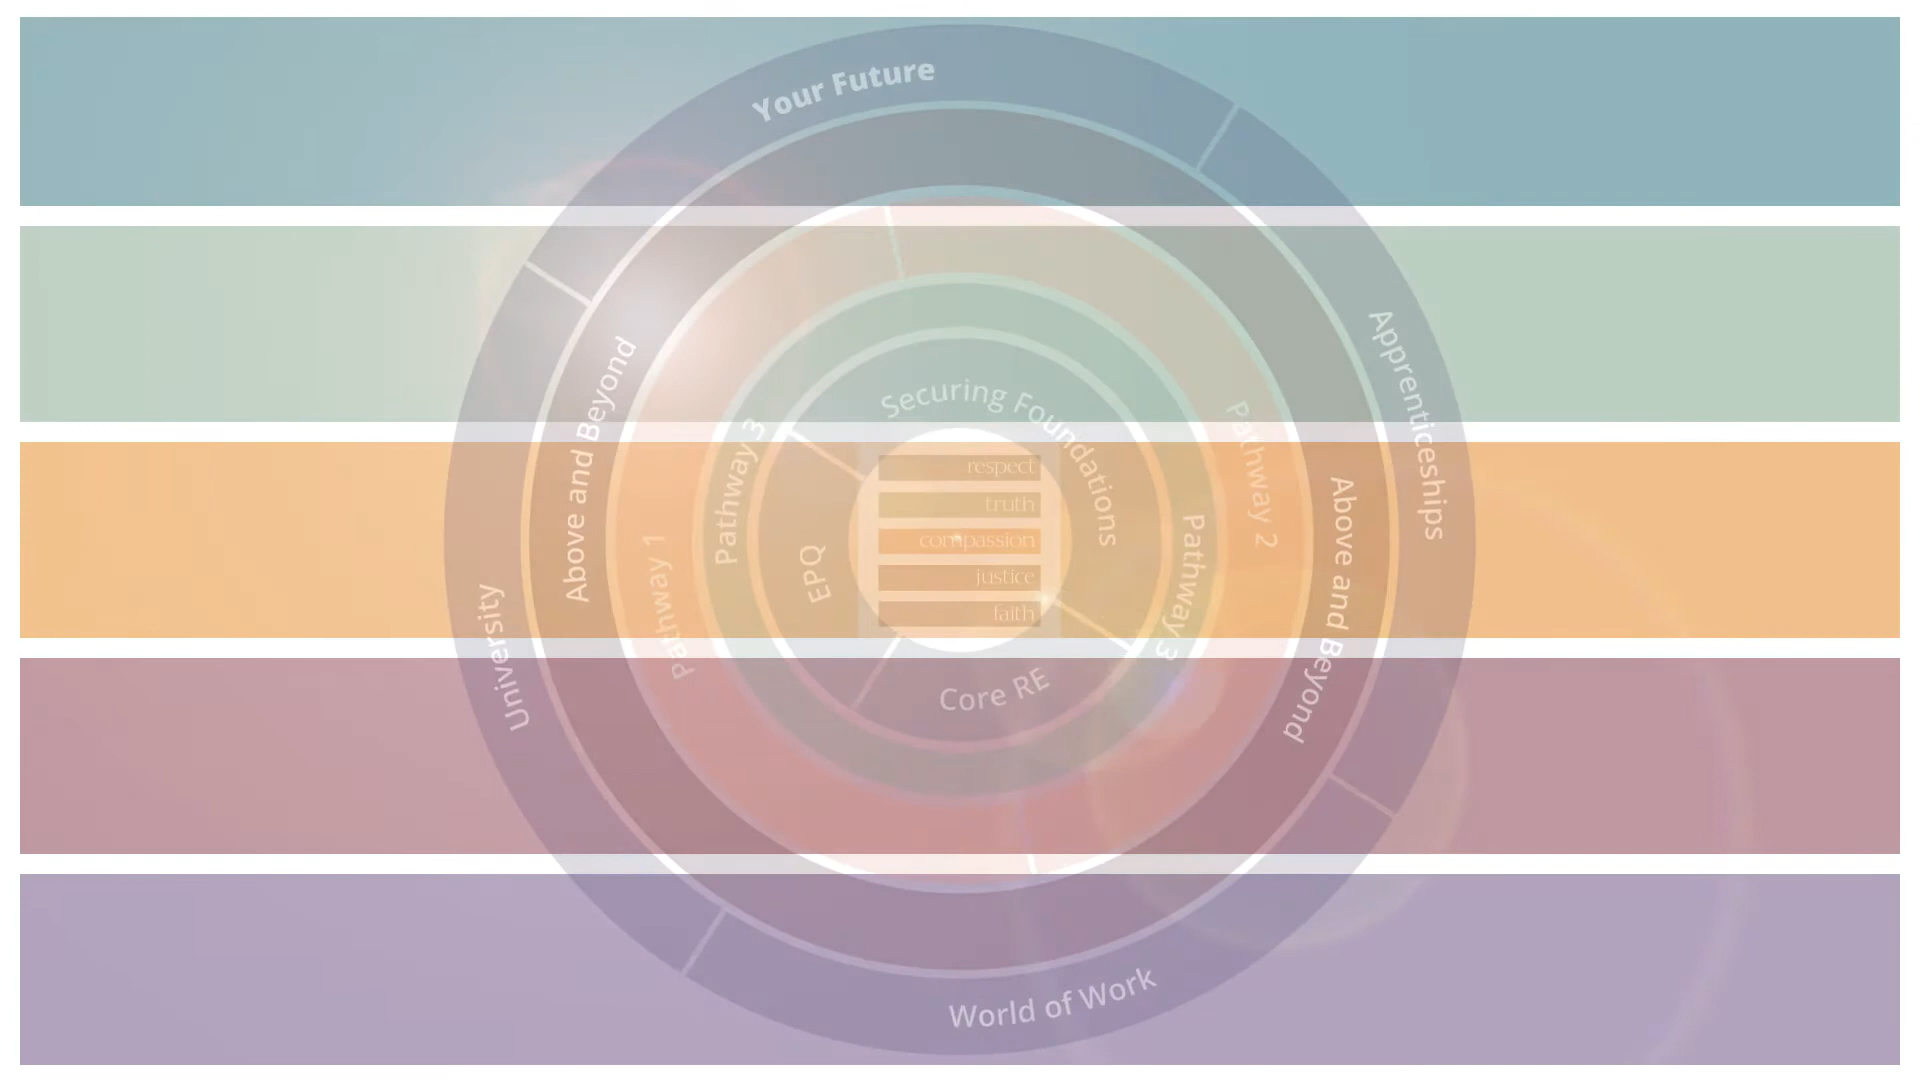 Your Future
Apprenticeships
World of Work
University
Above and Beyond
Above and Beyond
Pathway 1
Pathway 2
Pathway 3
Pathway 3
Securing Foundations
EPQ
Core RE
respect
truth
compassion
justice
faith